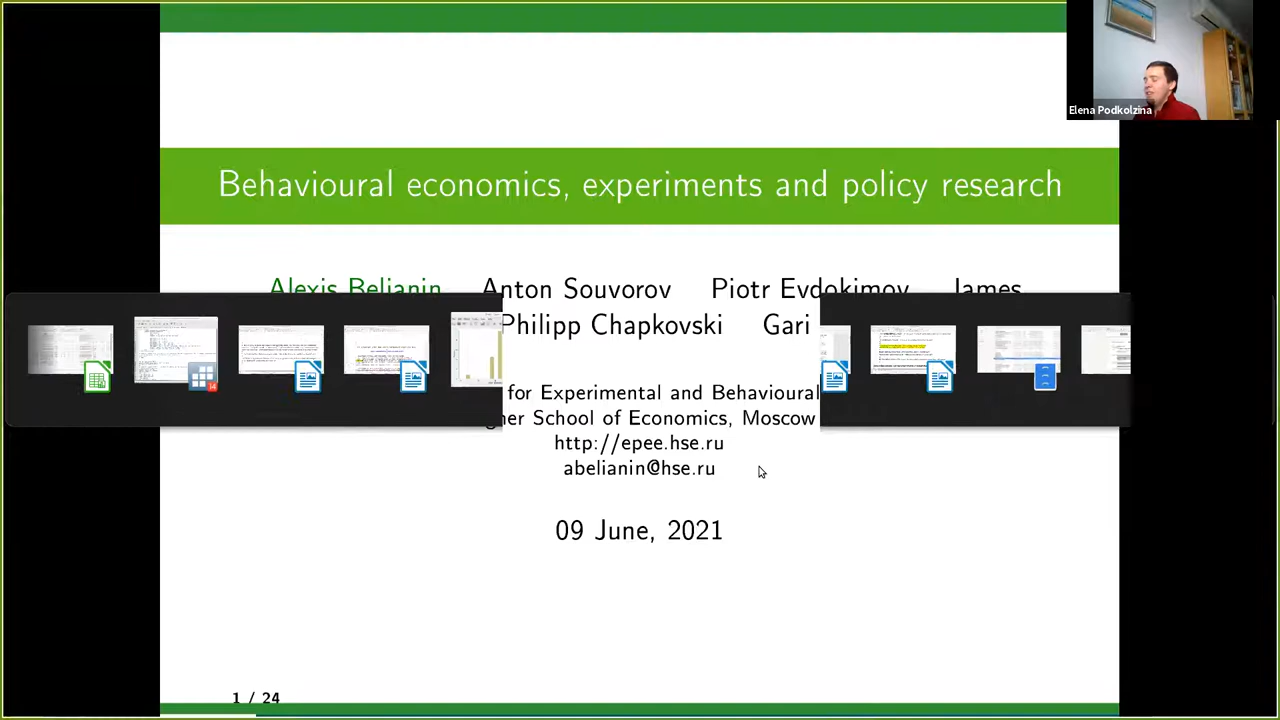 Elena Podkolzina
Behavioural economics, experiments and policy research
Alexis Belianin Anton Souvorov Piotr Evdokimov James
Philipp Chapkovski Gari
for Experimental and Behavioural
School of Economics, Moscow
http://epee.hse.ru
abelianin@hse.ru
09 June, 2021
1 / 24